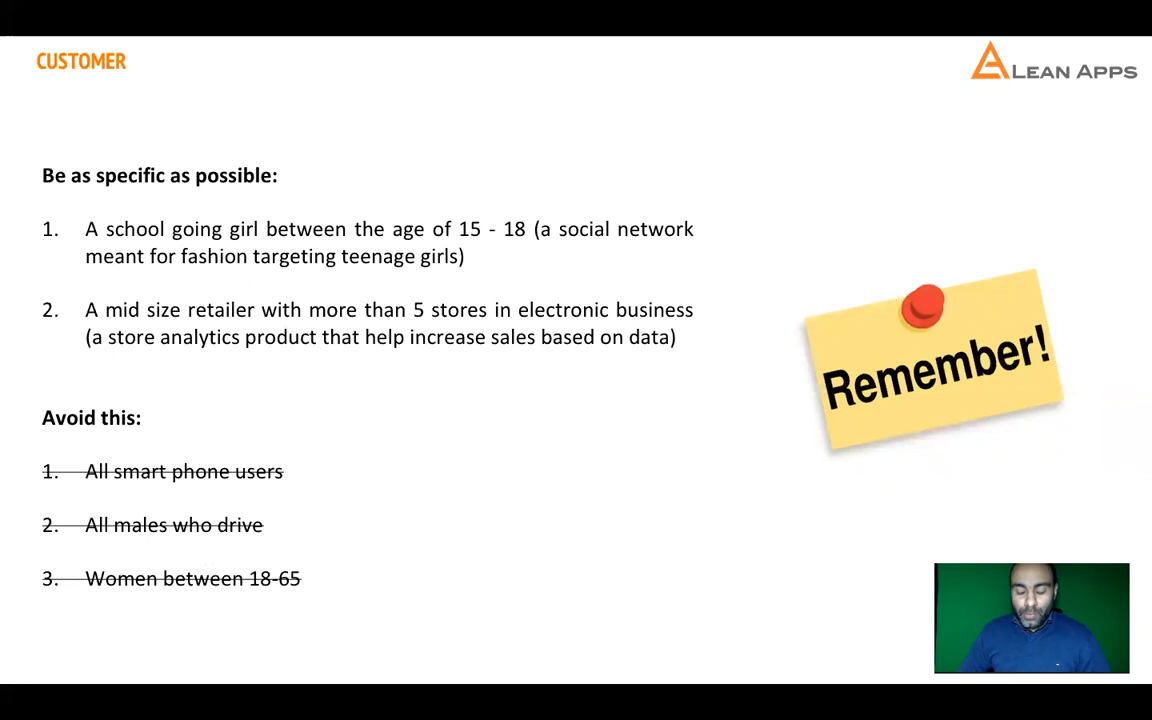 CUSTOMER
LEAN APPS
Be as specific as possible:
1. A school going girl between the age of 15 - 18 (a social network
meant for fashion targeting teenage girls)
2. A mid size retailer with more than 5 stores in electronic business
(a store analytics product that help increase sales based on data)
Remember!
Avoid this:
1. All smart phone users
2. All males who drive
3. Women between 18-65